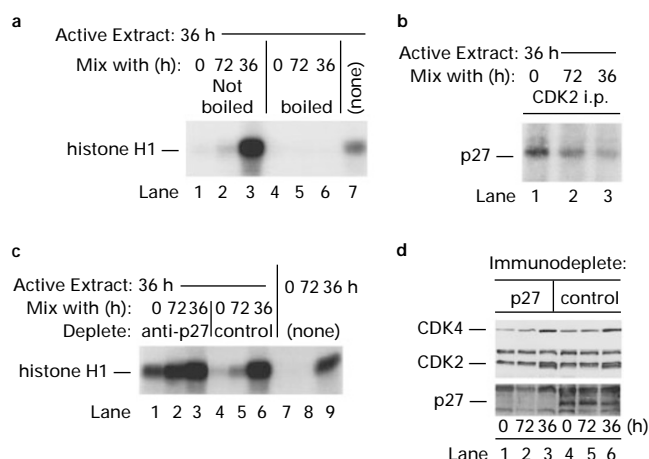 a
Active Extract: 36 h
Mix with (h): 0 72 36 0 72 36 (none)
Not boiled boiled
histone H1
Lane 1 2 3 4 5 6 7
b
Active Extract: 36 h
Mix with (h): 0 72 36
CDK2 i.p.
p27
Lane 1 2 3
c
Active Extract: 36 h 0 72 36 h
Mix with (h): 0 72 36 0 72 36
Deplete: anti-p27 control (none)
histone H1
Lane 1 2 3 4 5 6 7 8 9
d
Immunodeplete:
p27 control
CDK4
CDK2
p27
0 72 36 0 72 36 (h)
Lane 1 2 3 4 5 6